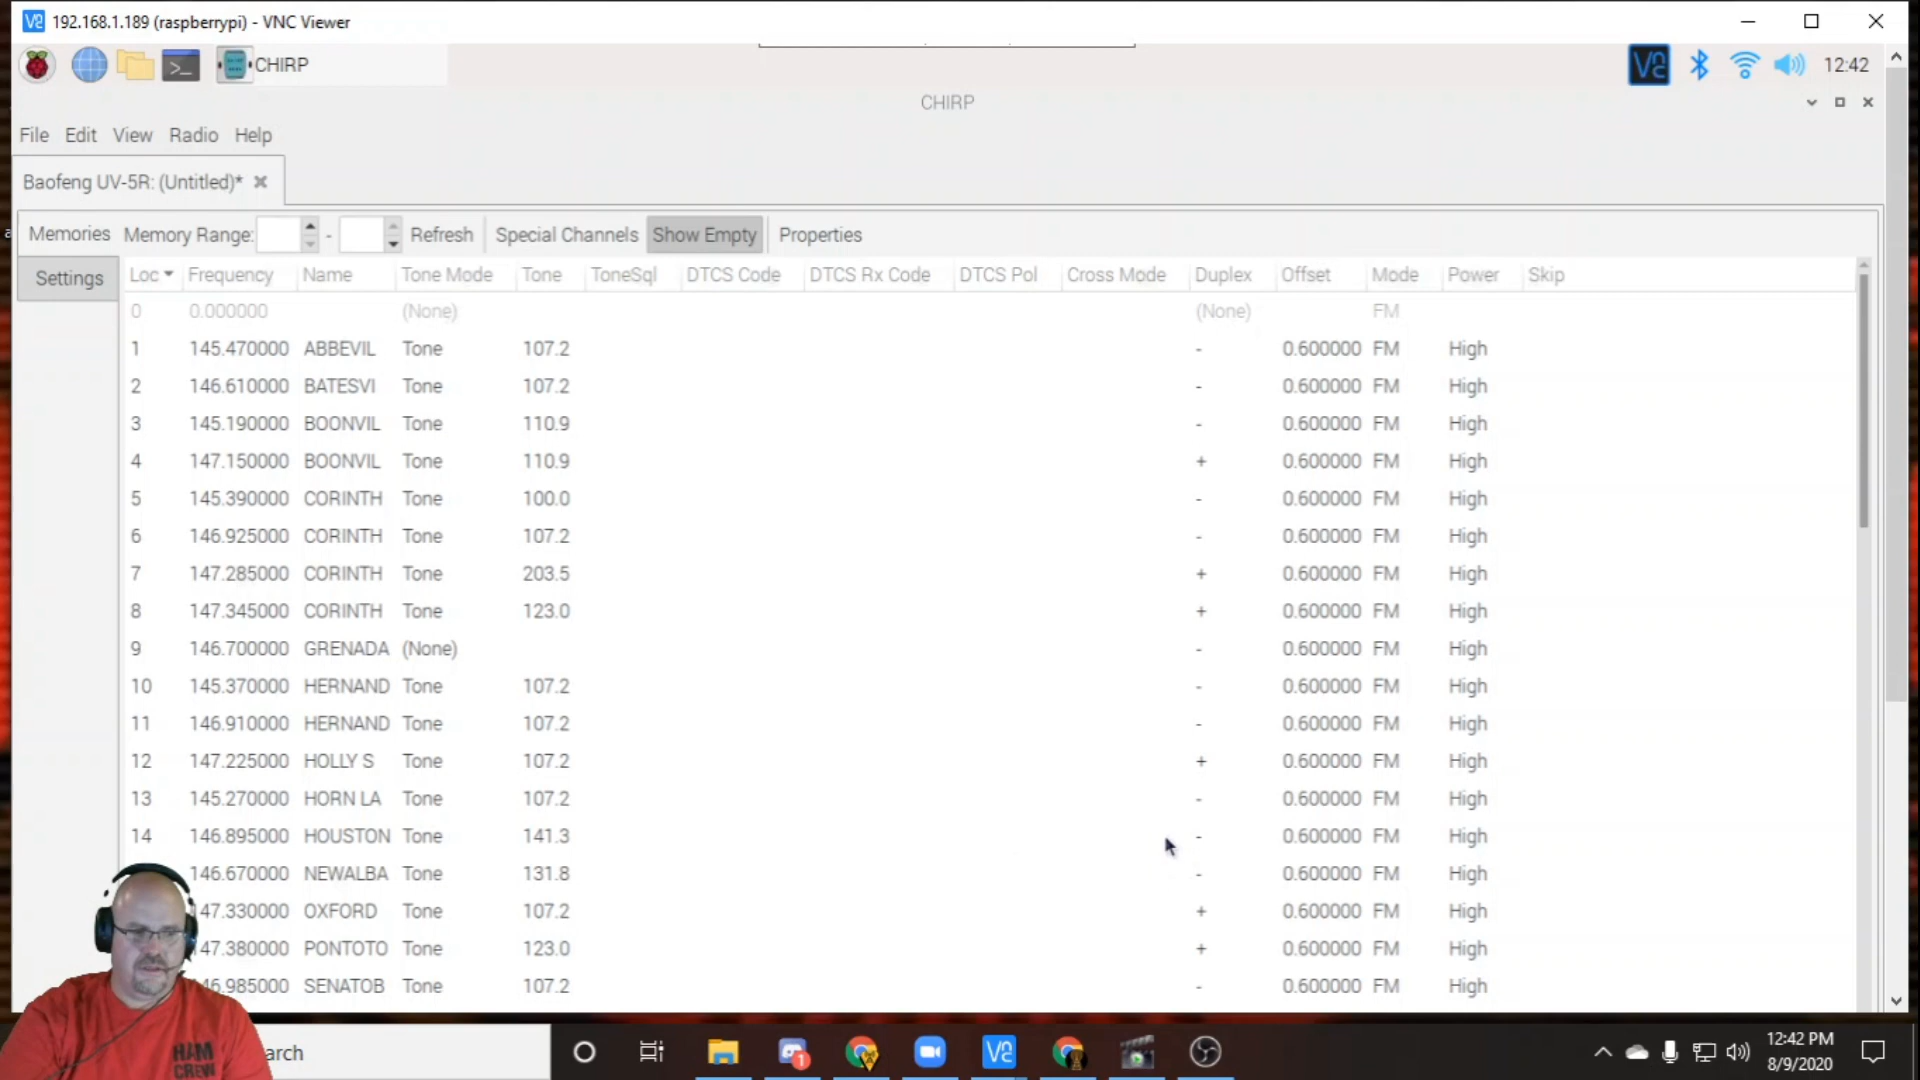 192.168.1.189 (raspberrypi) - VNC Viewer
CHIRP 12:42
CHIRP
File Edit View Radio Help
Baofeng UV-5R: (Untitled)*
Memories Memory Range: - Refresh Special Channels Show Empty Properties
Settings
Loc Frequency Name Tone Mode Tone ToneSql DTCS Code DTCS Rx Code DTCS Pol Cross Mode Duplex Offset Mode Power Skip
0 0.000000 (None) (None) FM
1 145.470000 ABBEVIL Tone 107.2 - 0.600000 FM High
2 146.610000 BATESVI Tone 107.2 - 0.600000 FM High
3 145.190000 BOONVIL Tone 110.9 - 0.600000 FM High
4 147.150000 BOONVIL Tone 110.9 + 0.600000 FM High
5 145.390000 CORINTH Tone 100.0 - 0.600000 FM High
6 146.925000 CORINTH Tone 107.2 - 0.600000 FM High
7 147.285000 CORINTH Tone 203.5 + 0.600000 FM High
8 147.345000 CORINTH Tone 123.0 + 0.600000 FM High
9 146.700000 GRENADA (None) - 0.600000 FM High
10 145.370000 HERNAND Tone 107.2 - 0.600000 FM High
11 146.910000 HERNAND Tone 107.2 - 0.600000 FM High
12 147.225000 HOLLY S Tone 107.2 + 0.600000 FM High
13 145.270000 HORN LA Tone 107.2 - 0.600000 FM High
14 146.895000 HOUSTON Tone 141.3 - 0.600000 FM High
146.670000 NEWALBA Tone 131.8 - 0.600000 FM High
147.330000 OXFORD Tone 107.2 + 0.600000 FM High
47.380000 PONTOTO Tone 123.0 + 0.600000 FM High
46.985000 SENATOB Tone 107.2 - 0.600000 FM High
HAM
CREW
arch
1
12:42 PM
8/9/2020